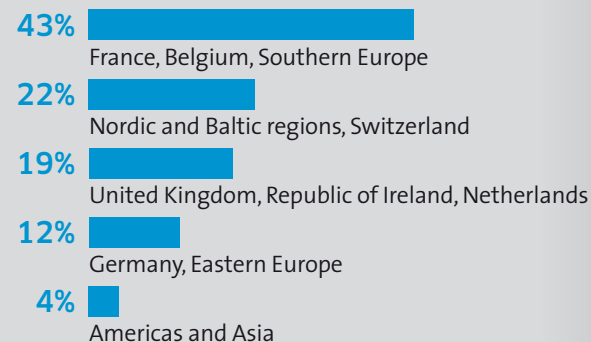 43%
France, Belgium, Southern Europe
22%
Nordic and Baltic regions, Switzerland
19%
United Kingdom, Republic of Ireland, Netherlands
12%
Germany, Eastern Europe
4%
Americas and Asia